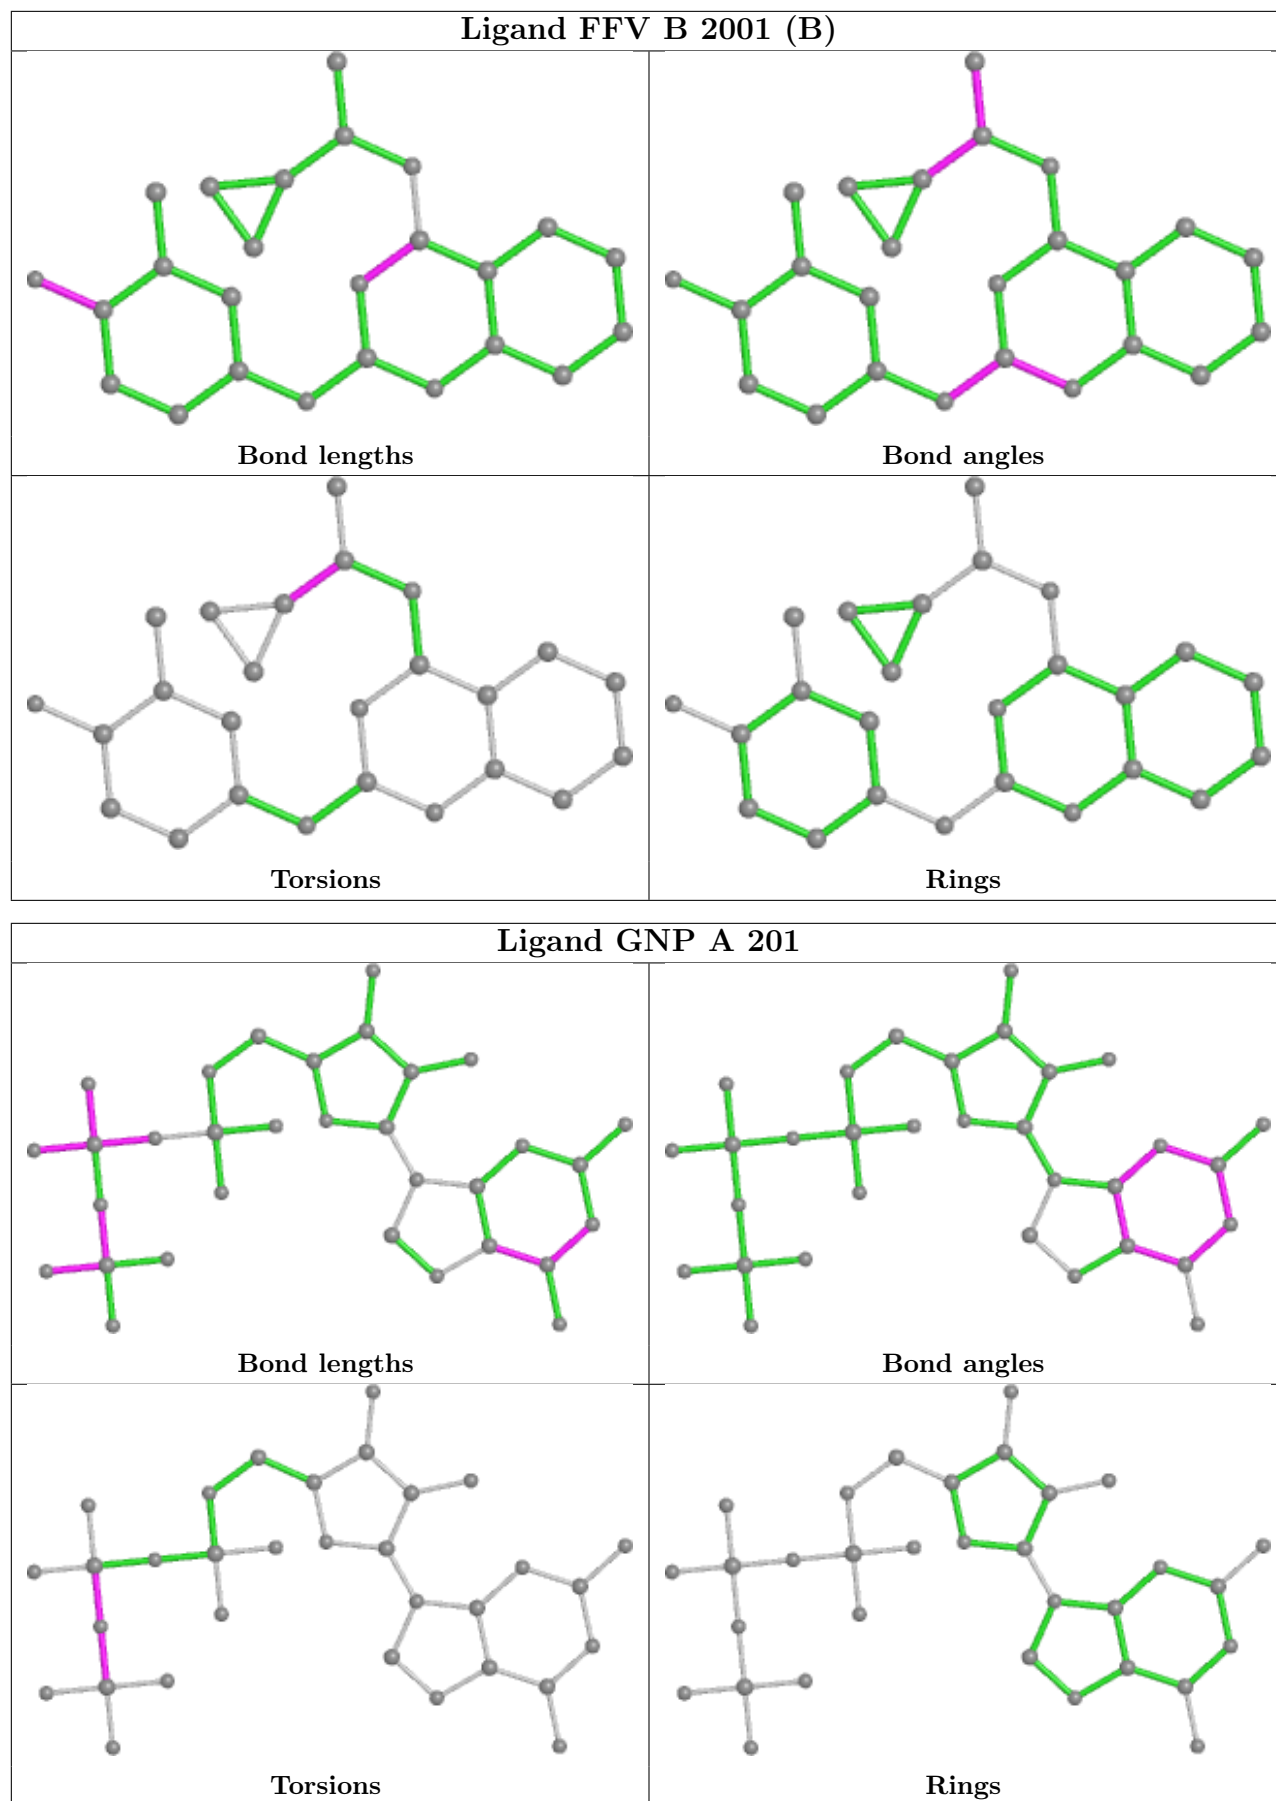 Ligand FFV B 2001 (B)
Bond lengths
Bond angles
Torsions
Rings
Ligand GNP A 201
Bond lengths
Bond angles
Torsions
Rings